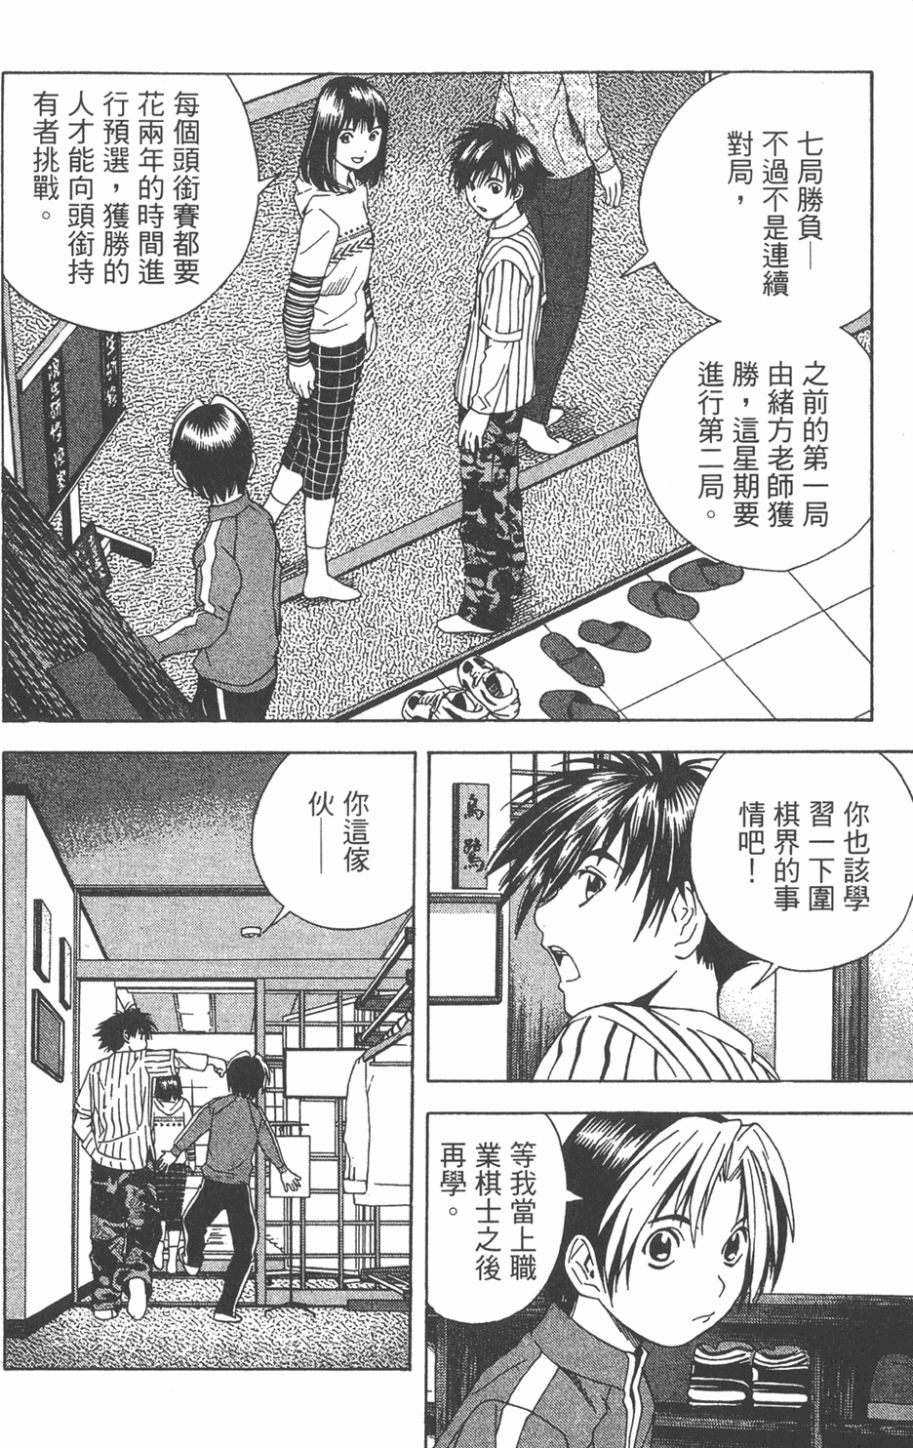 七局勝負──
不過不是連續
對局，
之前的第一局
由緒方老師獲
勝，這星期要
進行第二局。
每個頭銜賽都要
花兩年的時間進
行預選，獲勝的
人才能向頭銜持
有者挑戰。
你也該學
習一下圍
棋界的事
情吧！
烏鷺
等我當上職
業棋士之後
再學。
你這傢
伙──